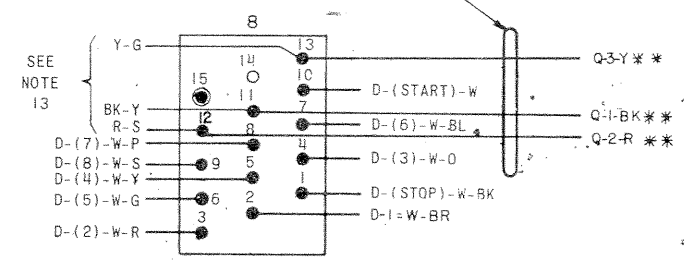 8
Y-G
13
Q-3-Y * *
SEE
NOTE
13
14
15
10
D-(START)-W
11
7
BK-Y
Q-1-BK * *
12
R-S
8
D-(6)-W-BL
Q-2-R * *
D-(7)-W-P
4
D-(8)-W-S
9
5
D-(3)-W-O
D-(4)-W-Y
1
D-(5)-W-G
6
2
D-(STOP)-W-BK
3
D-1=W-BR
D-(2)-W-R